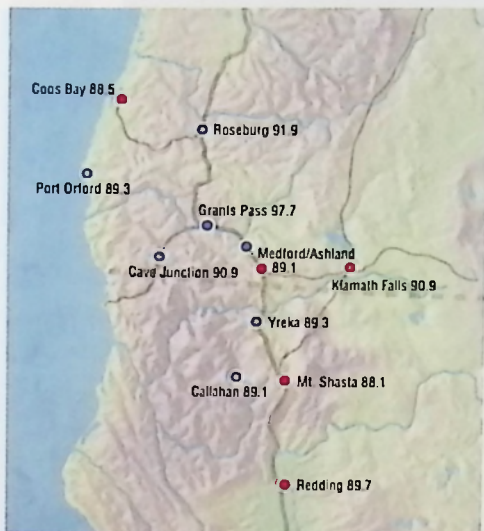 Coos Bay 88.5
Roseburg 91.9
Port Orford 89.3
Grants Pass 97.7
Medford/Ashland
89.1
Cave Junction 90.9
Klamath Falls 90.9
Yreka 89.3
Callahan 89.1
Mt. Shasta 88.1
Redding 89.7